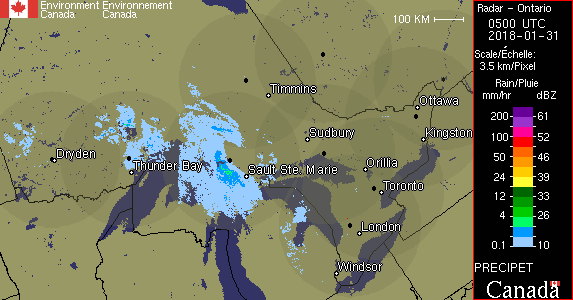 Environment Environnement
Canada Canada
100 KM
Timmins
Ottawa
Sudbury
Kingston
Dryden
Thunder Bay
Sault Ste. Marie
Orillia
Toronto
London
Windsor
Radar - Ontario
0500 UTC
2018-01-31
Scale/Échelle:
3.5 km/Pixel
Rain/Pluie
mm/hr dBZ
200 61
100 52
50 46
24 39
12 33
4 26
0.1 10
PRECIPET
Canada